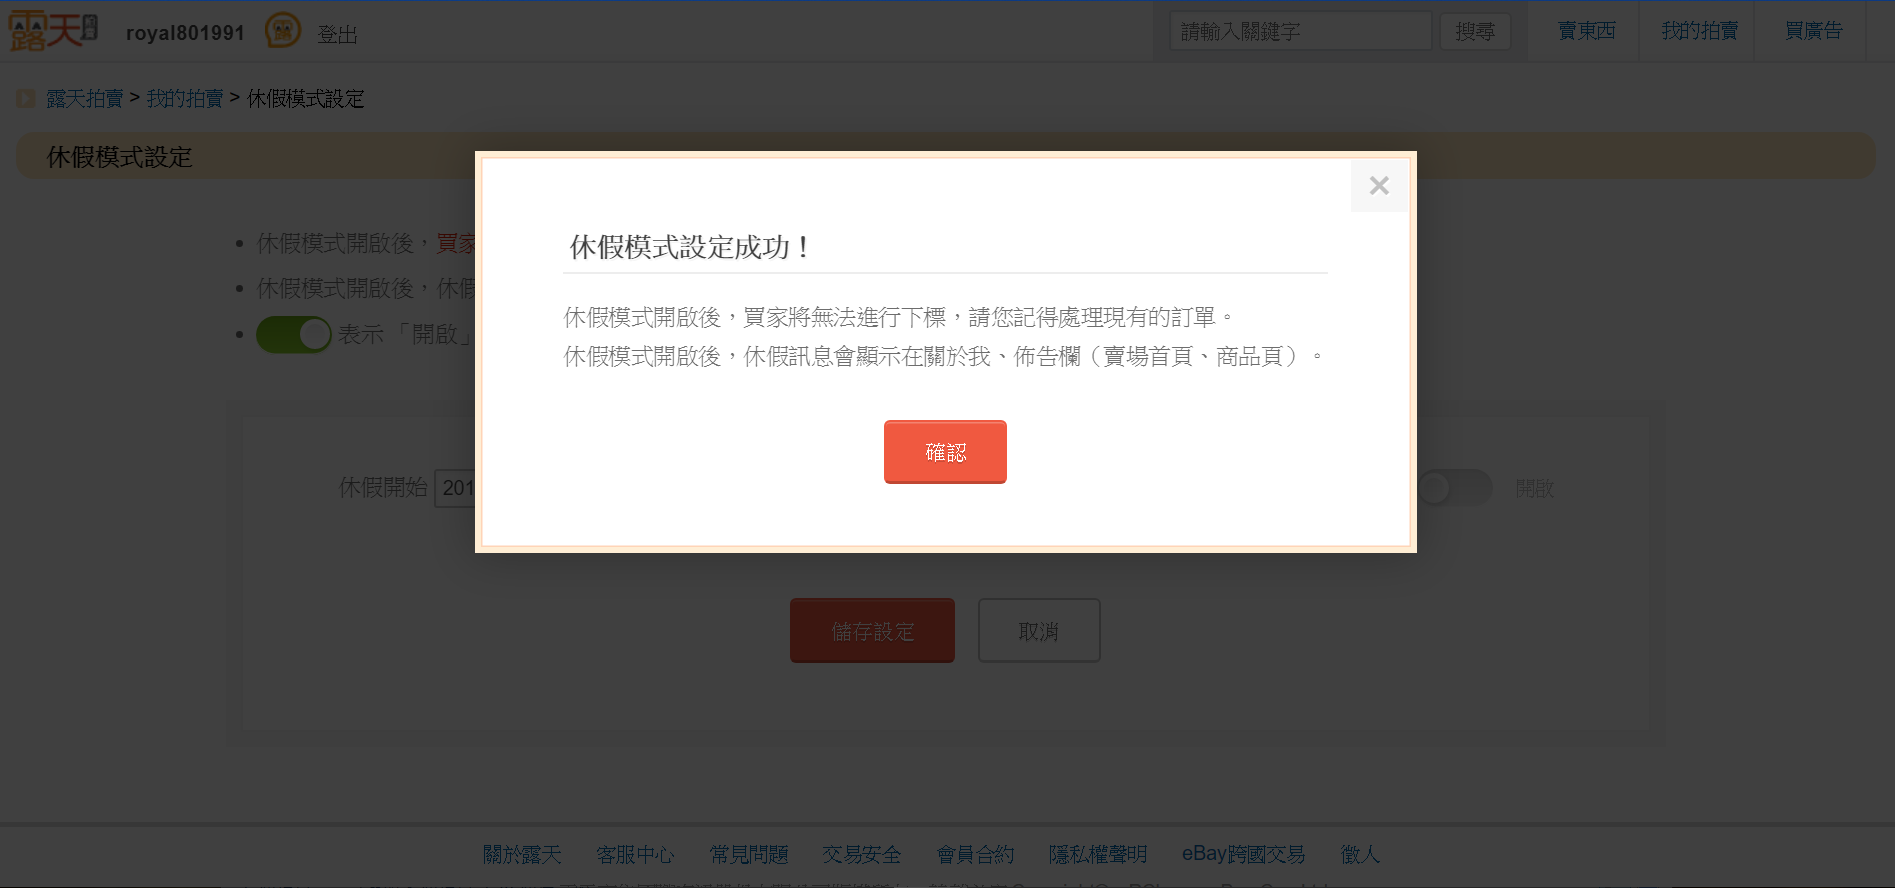 露天 royal801991 登出 請輸入關鍵字 搜尋 賣東西 我的拍賣 買廣告
露天拍賣 > 我的拍賣 > 休假模式設定
休假模式設定
休假模式開啟後，買家
休假模式開啟後，休假
表示「開啟」
休假模式設定成功！
休假模式開啟後，買家將無法進行下標，請您記得處理現有的訂單。
休假模式開啟後，休假訊息會顯示在關於我、佈告欄（賣場首頁、商品頁）。
確認
休假開始 201 開啟
儲存設定 取消
關於露天 客服中心 常見問題 交易安全 會員合約 隱私權聲明 eBay跨國交易 徵人